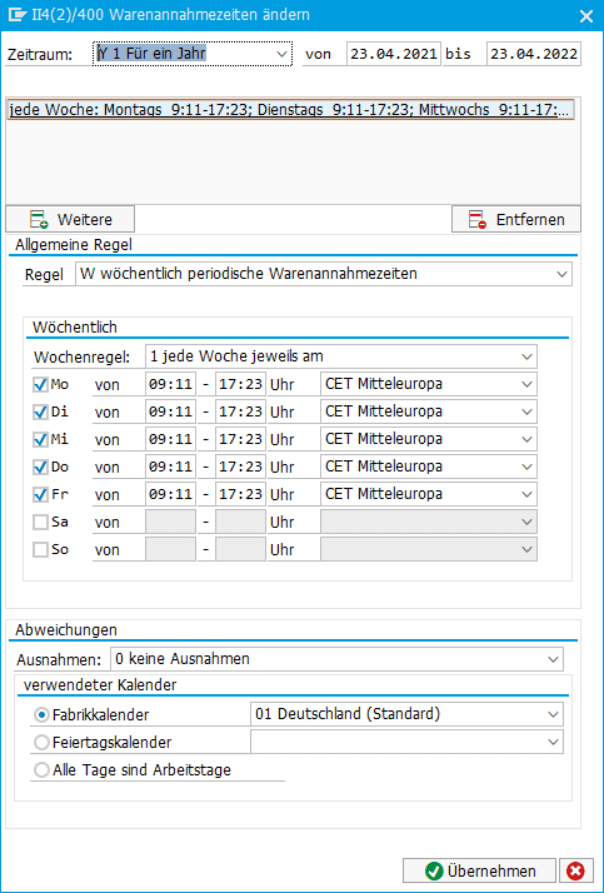 II4(2)/400 Warenannahmezeiten ändern
Zeitraum: Y 1 Für ein Jahr von 23.04.2021 bis 23.04.2022
jede Woche: Montags 9:11-17:23; Dienstags 9:11-17:23; Mittwochs 9:11-17:...
Weitere Entfernen
Allgemeine Regel
Regel W wöchentlich periodische Warenannahmezeiten
Wöchentlich
Wochenregel: 1 jede Woche jeweils am
Mo von 09:11 - 17:23 Uhr CET Mitteleuropa
Di von 09:11 - 17:23 Uhr CET Mitteleuropa
Mi von 09:11 - 17:23 Uhr CET Mitteleuropa
Do von 09:11 - 17:23 Uhr CET Mitteleuropa
Fr von 09:11 - 17:23 Uhr CET Mitteleuropa
Sa von - Uhr
So von - Uhr
Abweichungen
Ausnahmen: 0 keine Ausnahmen
verwendeter Kalender
Fabrikkalender 01 Deutschland (Standard)
Feiertagskalender
Alle Tage sind Arbeitstage
Übernehmen